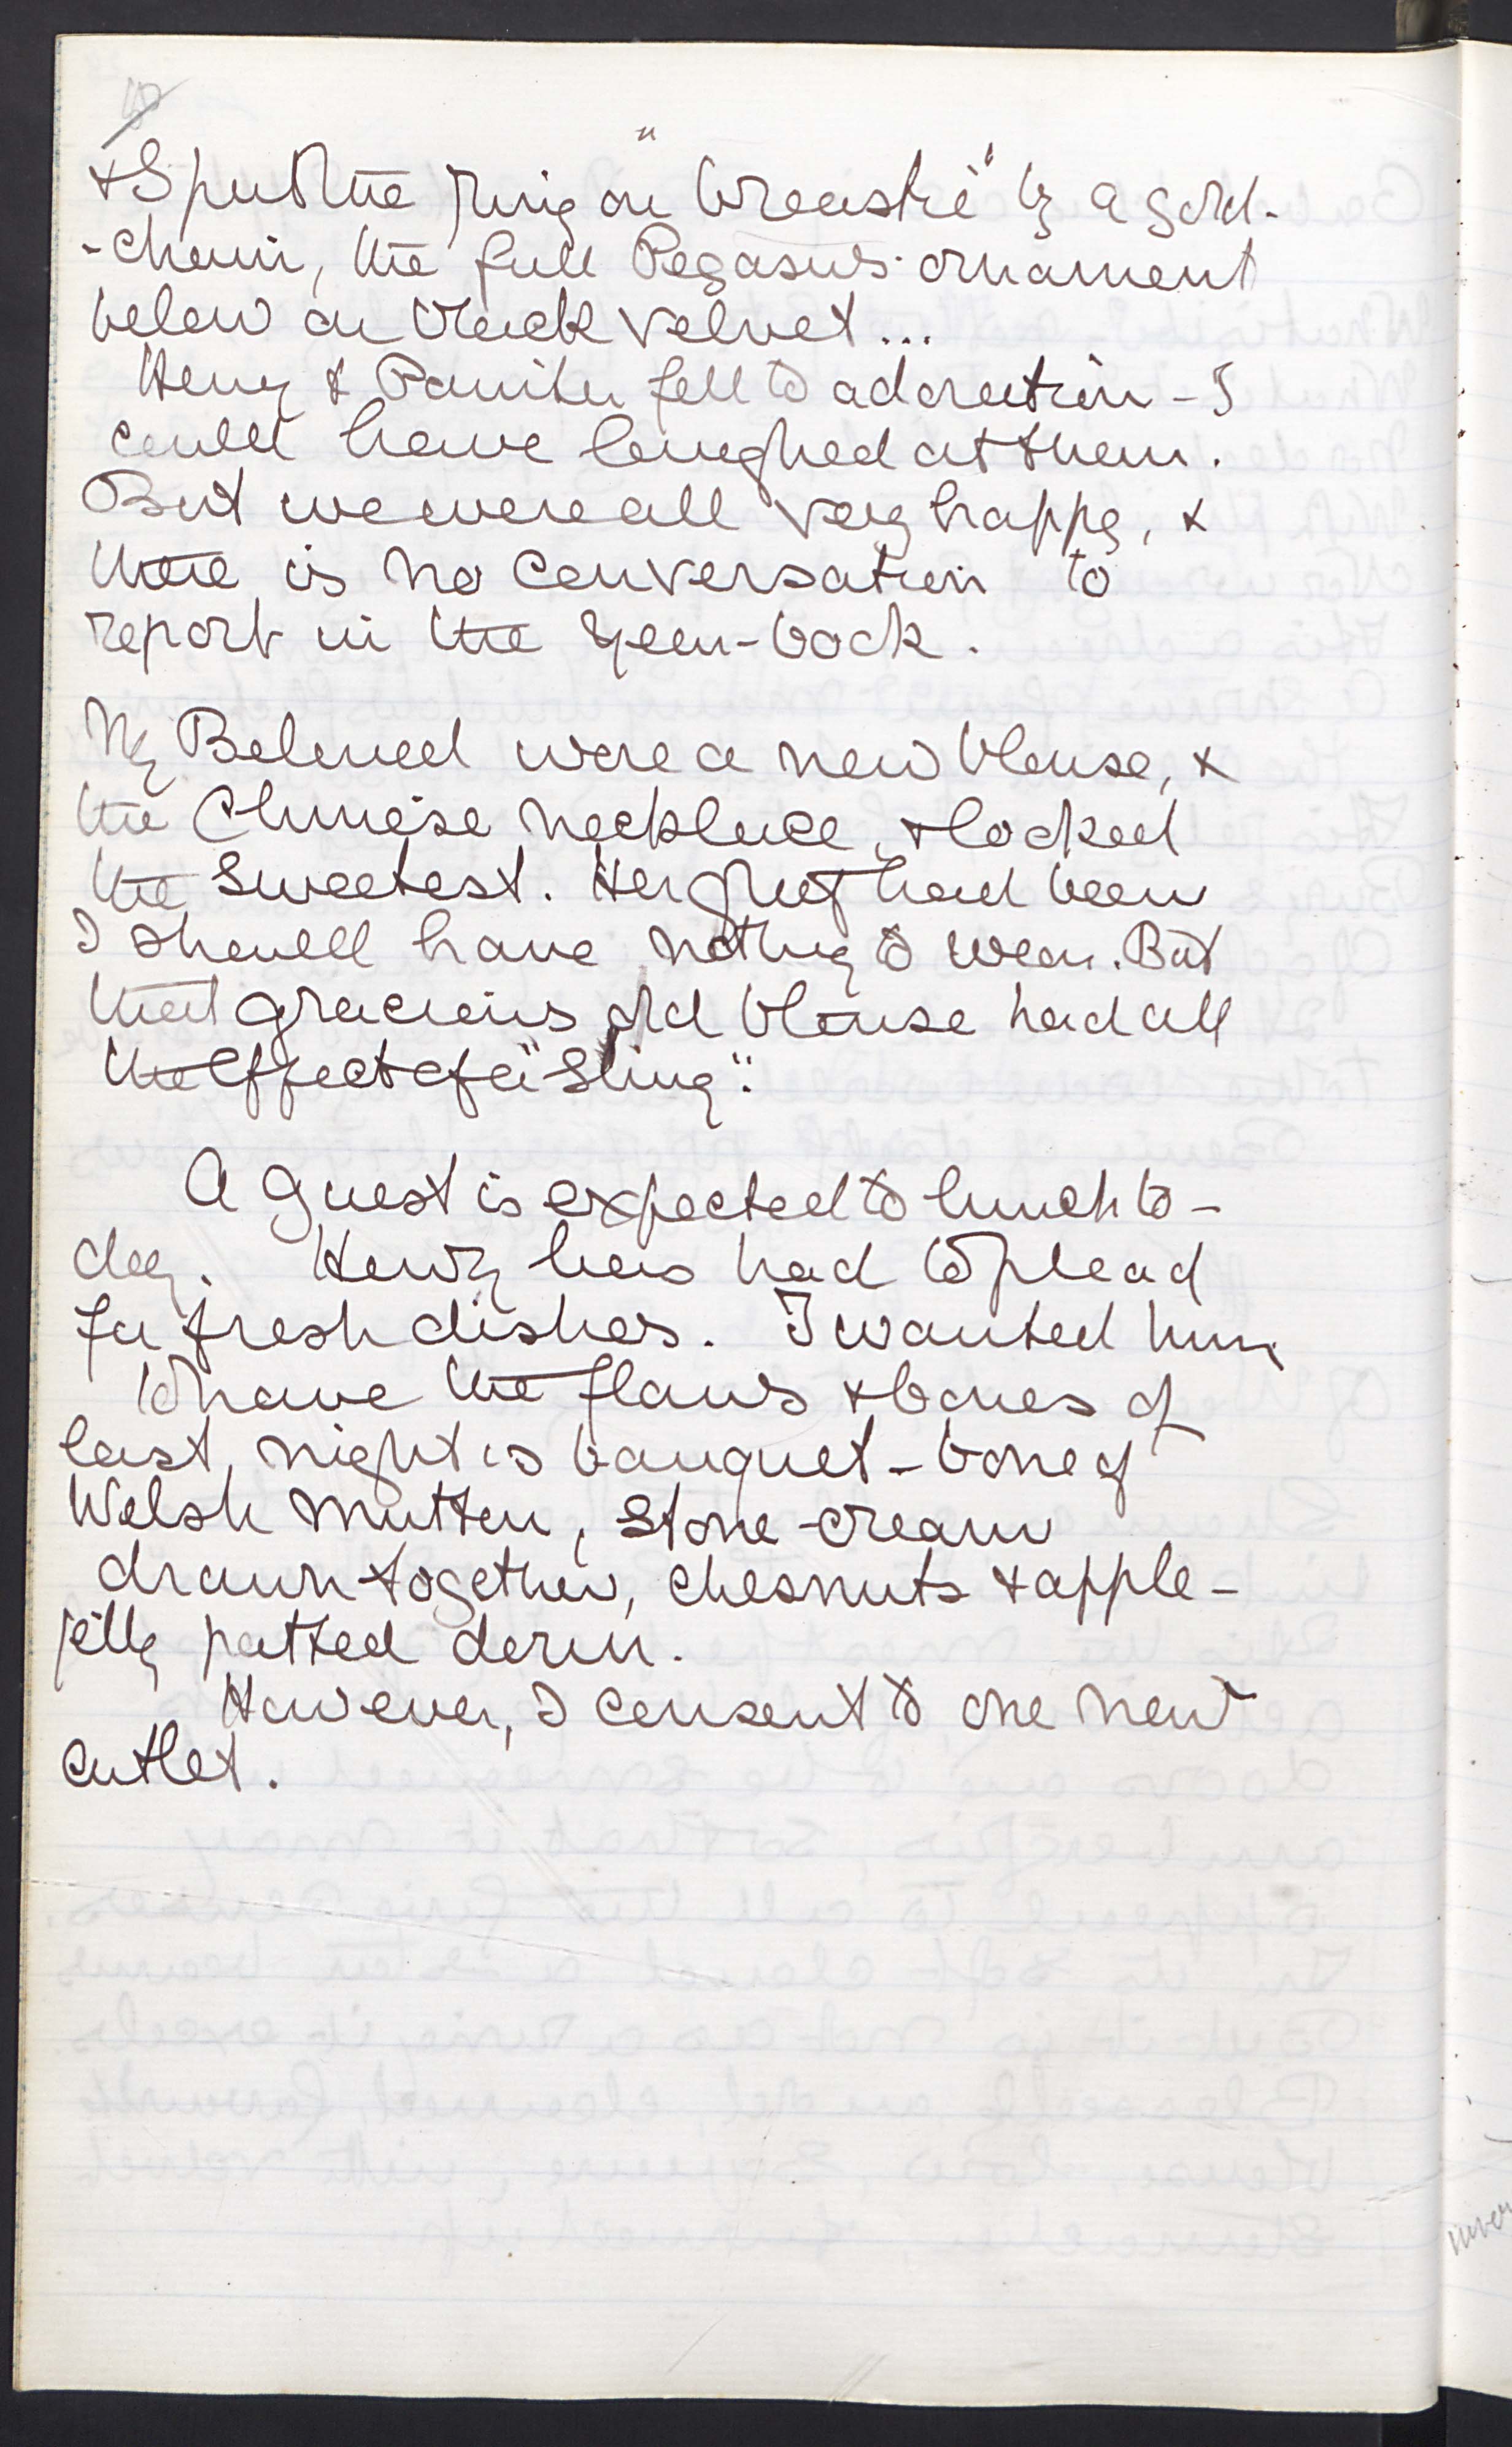 & I put the ring on "breastie" by a gold-
-chain, the full Pegasus-ornament
below on black velvet...
Henry & Painter fell to adoration - I
could have laughed at them.
But we were all very happy, &
there is no conversation to
report in the year-book.
My Beloved wore a new blouse, &
the Chinese necklace, & looked
the sweetest. Her grief had been
I should have nothing to wear. But
that gracious old blouse had all
the effect of a "sling".
A guest is expected to lunch to-
day. Henry has had to plead
for fresh dishes. I wanted him
to have the flaws & bones of
last night's banquet - bone of
Welsh mutton, stone-cream
drawn together, chesnuts & apple-
jelly patted down.
However, I consent to one new
cutlet.